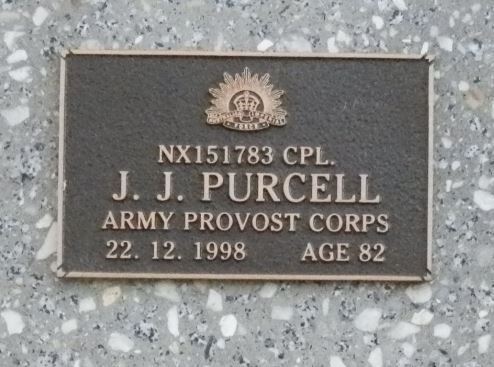 NX151783 CPL.
J. J. PURCELL
ARMY PROVOST CORPS
22. 12. 1998 AGE 82